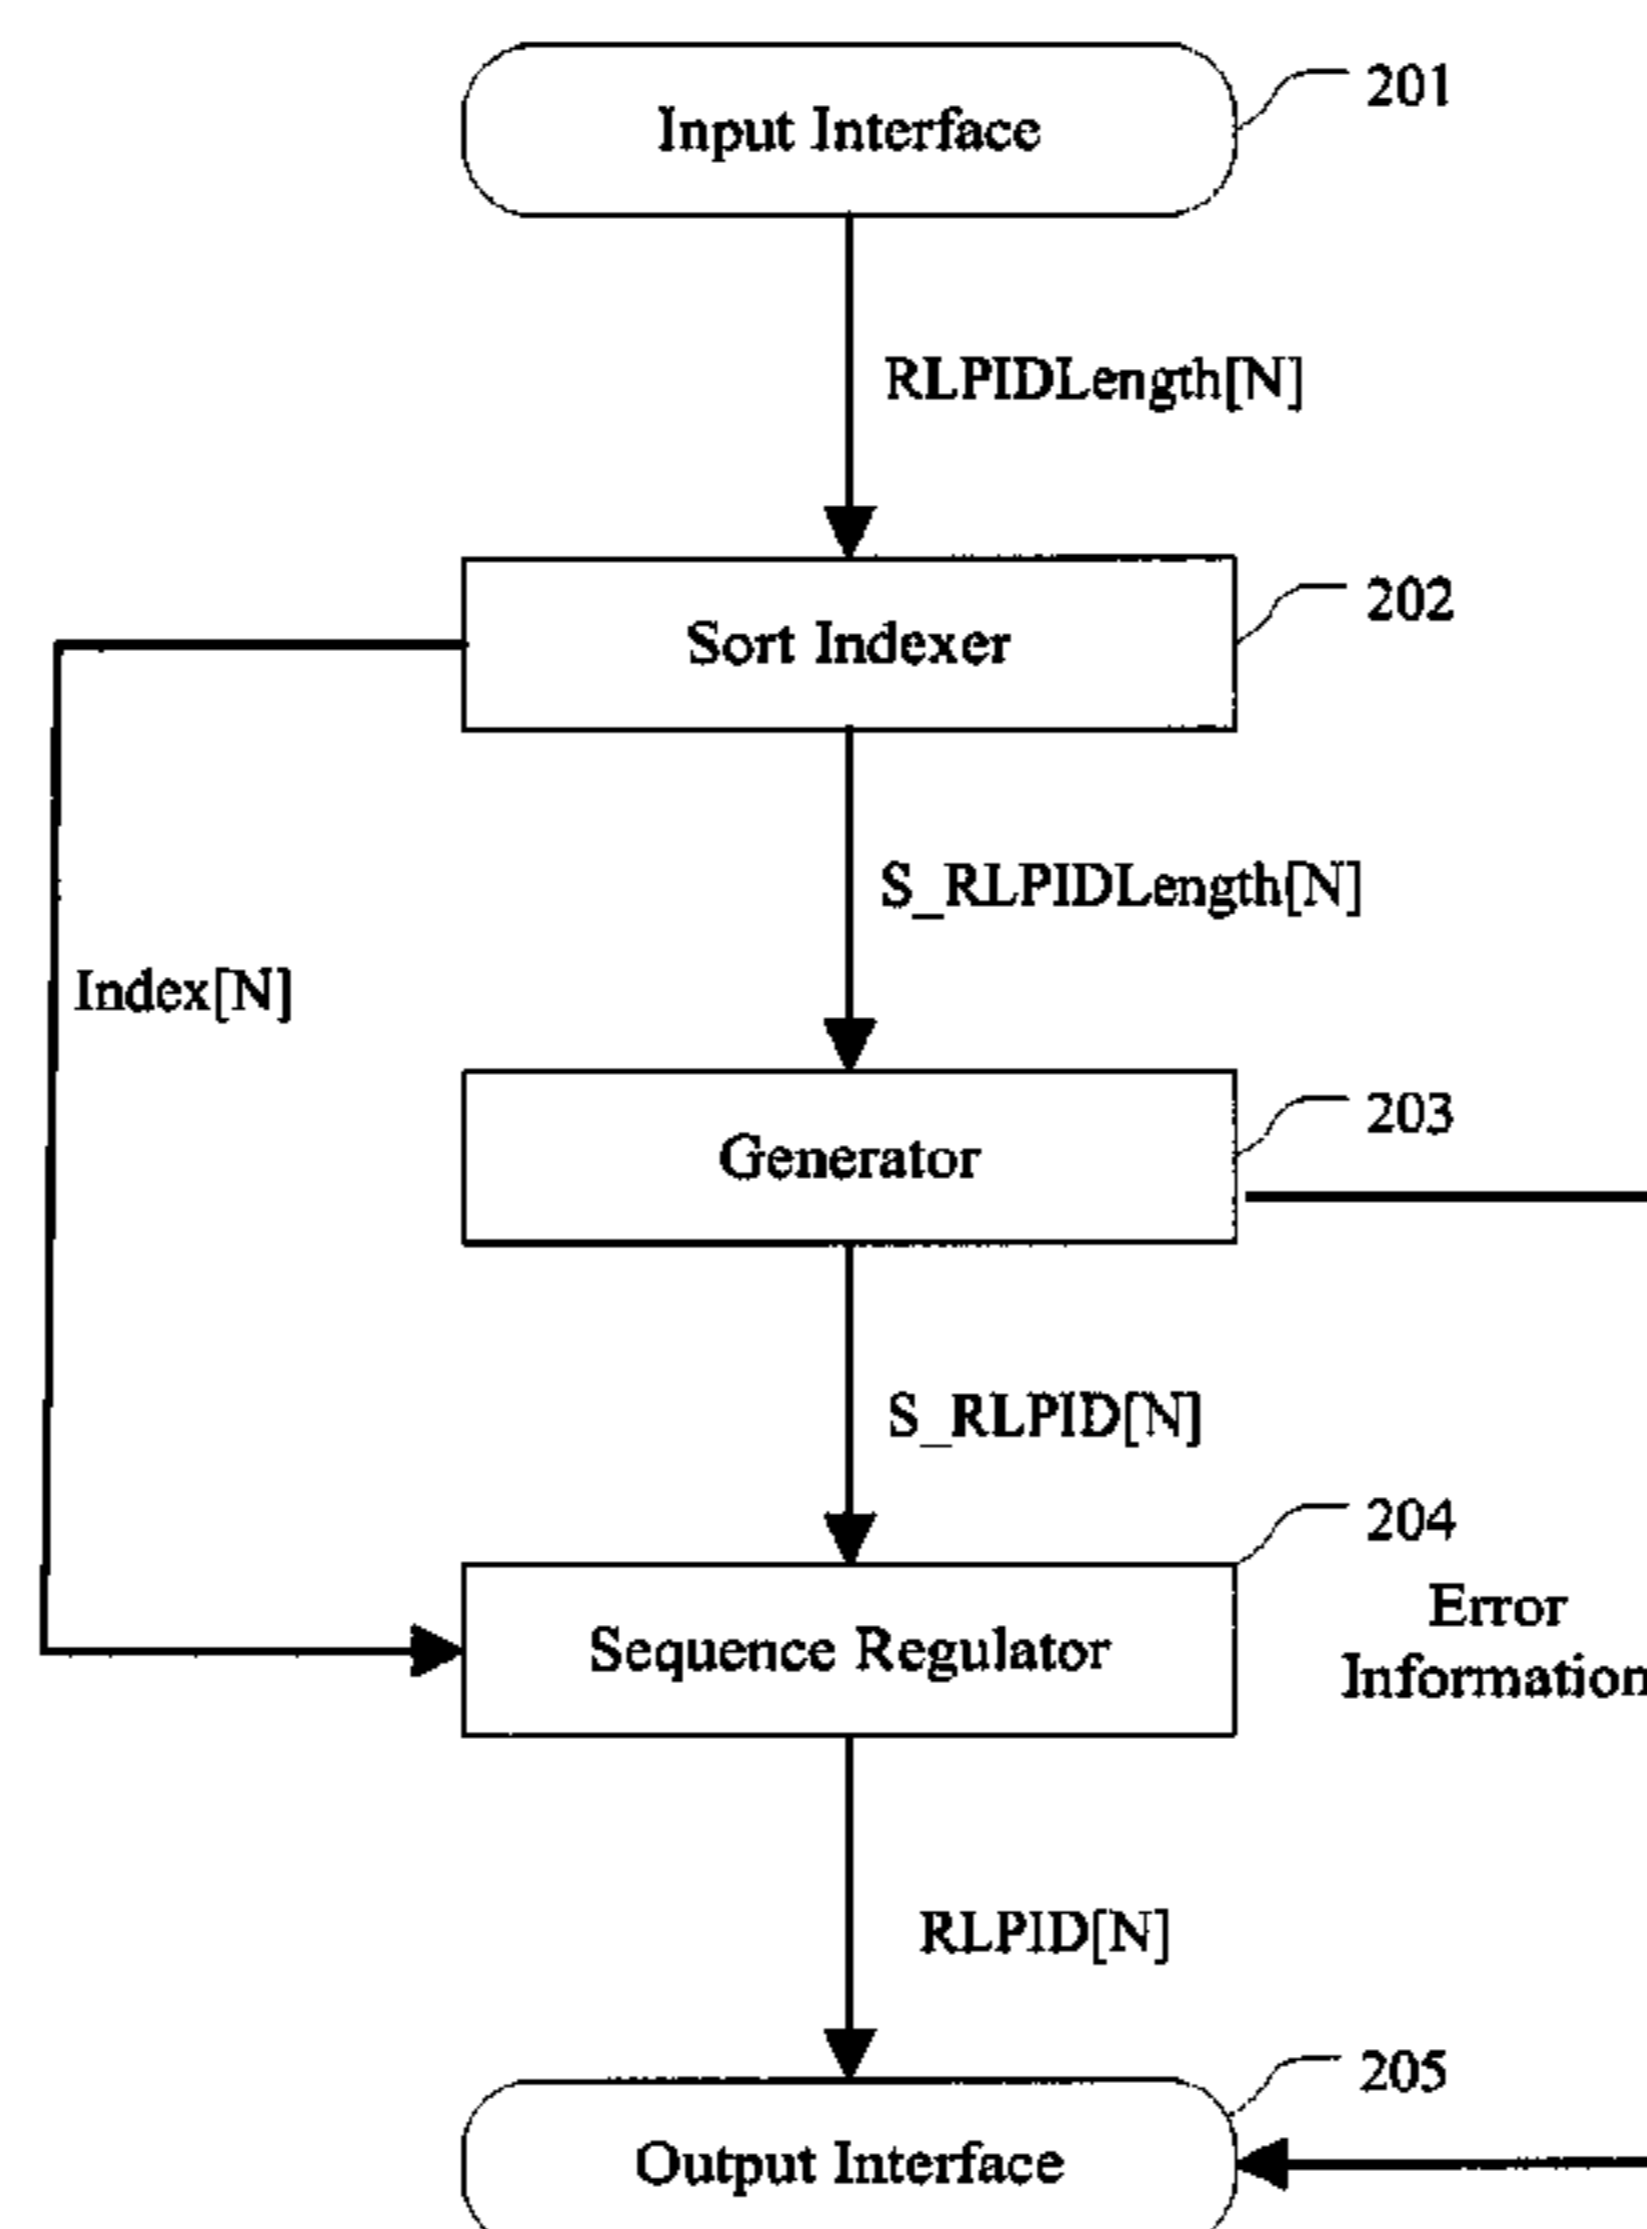 Input Interface
201
RLPIDLength[N]
Sort Indexer
202
S_RLPIDLength[N]
Index[N]
Generator
203
S_RLPID[N]
Sequence Regulator
204
Error
Information
RLPID[N]
Output Interface
205